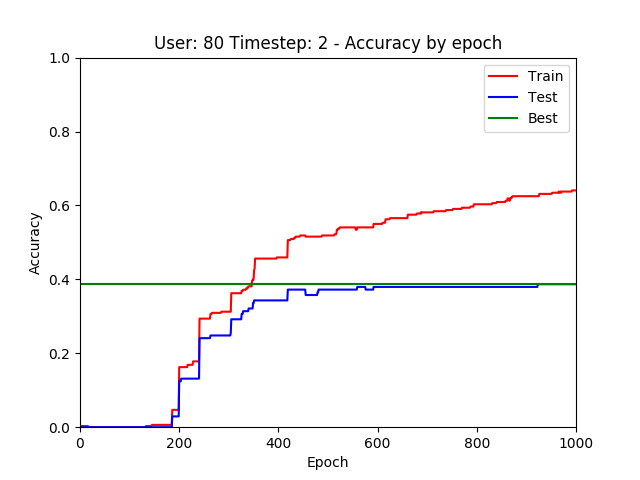 User: 80 Timestep: 2 - Accuracy by epoch
1.0
0.8
0.6
0.4
0.2
0.0
Accuracy
Train
Test
Best
0 200 400 600 800 1000
Epoch